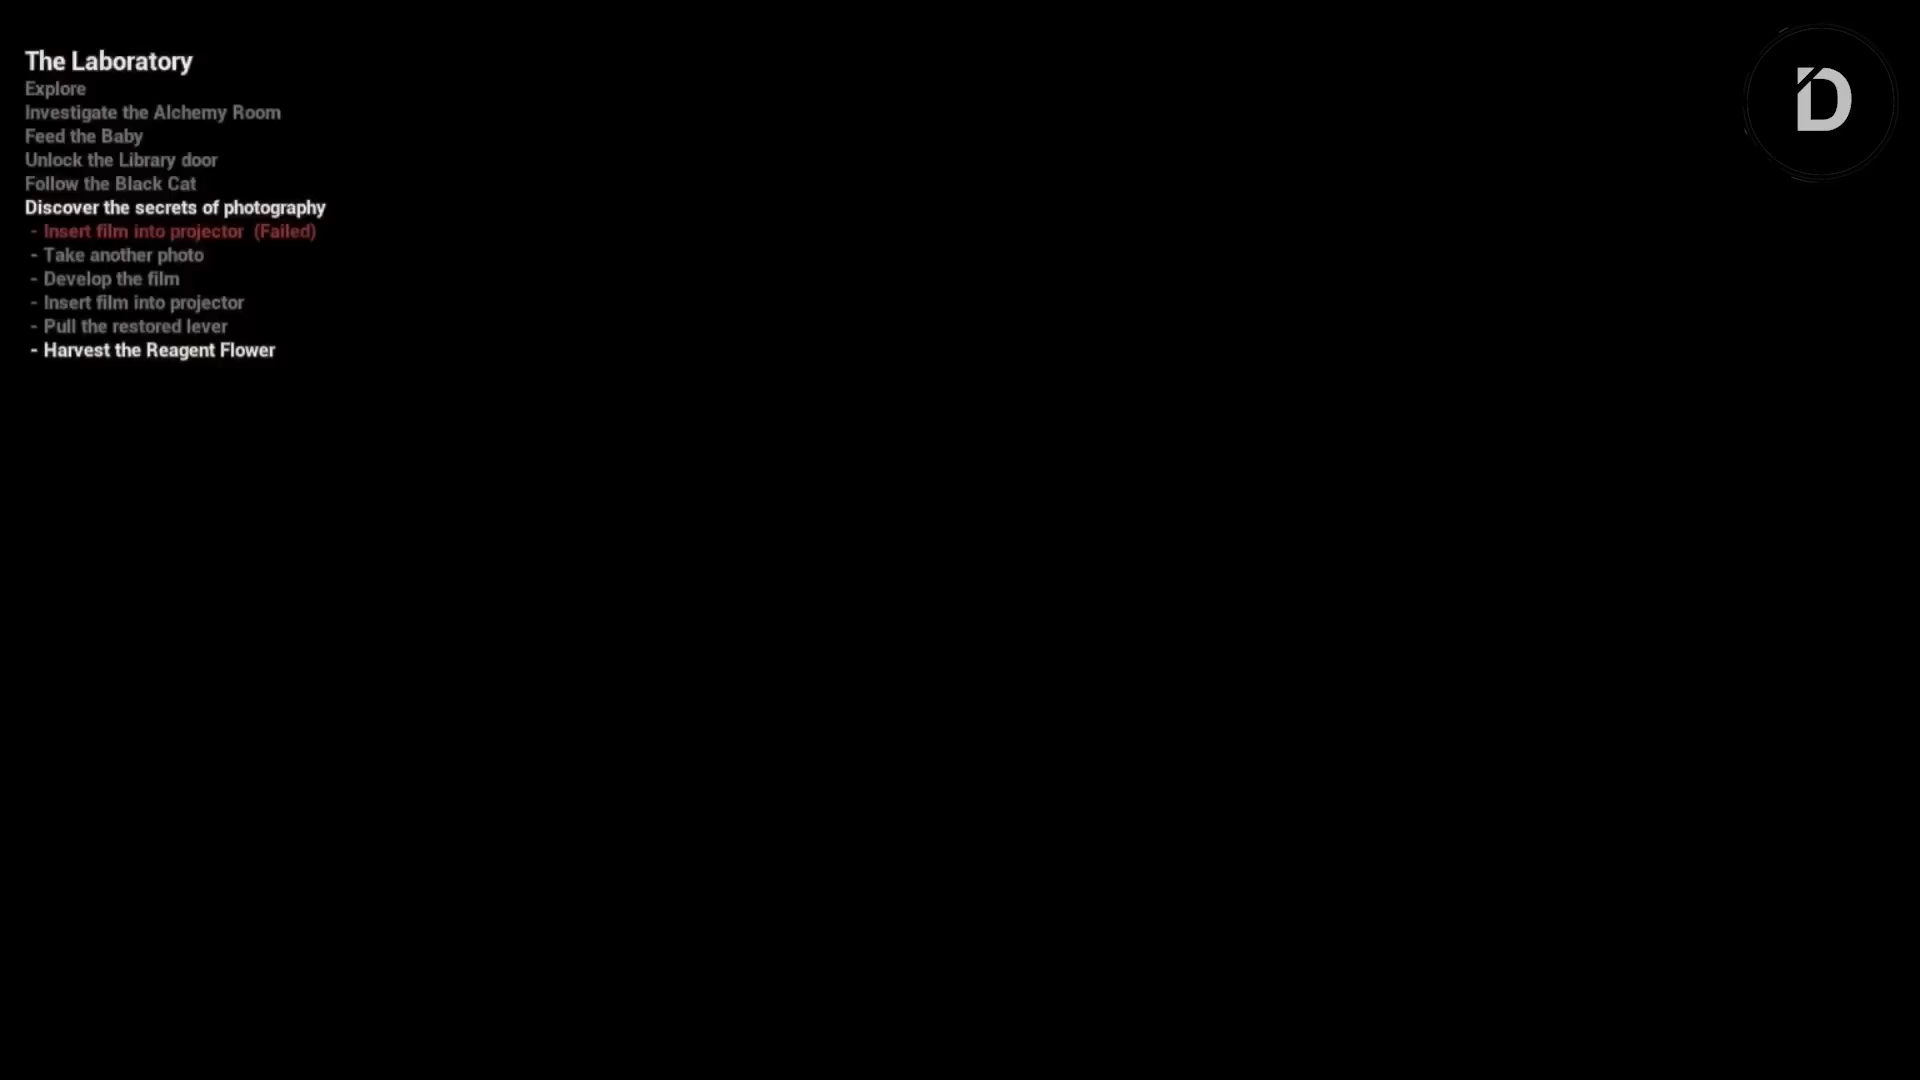 The Laboratory
Explore
Investigate the Alchemy Room
Feed the Baby
Unlock the Library door
Follow the Black Cat
Discover the secrets of photography
- Insert film into projector (Failed)
- Take another photo
- Develop the film
- Insert film into projector
- Pull the restored lever
- Harvest the Reagent Flower
D